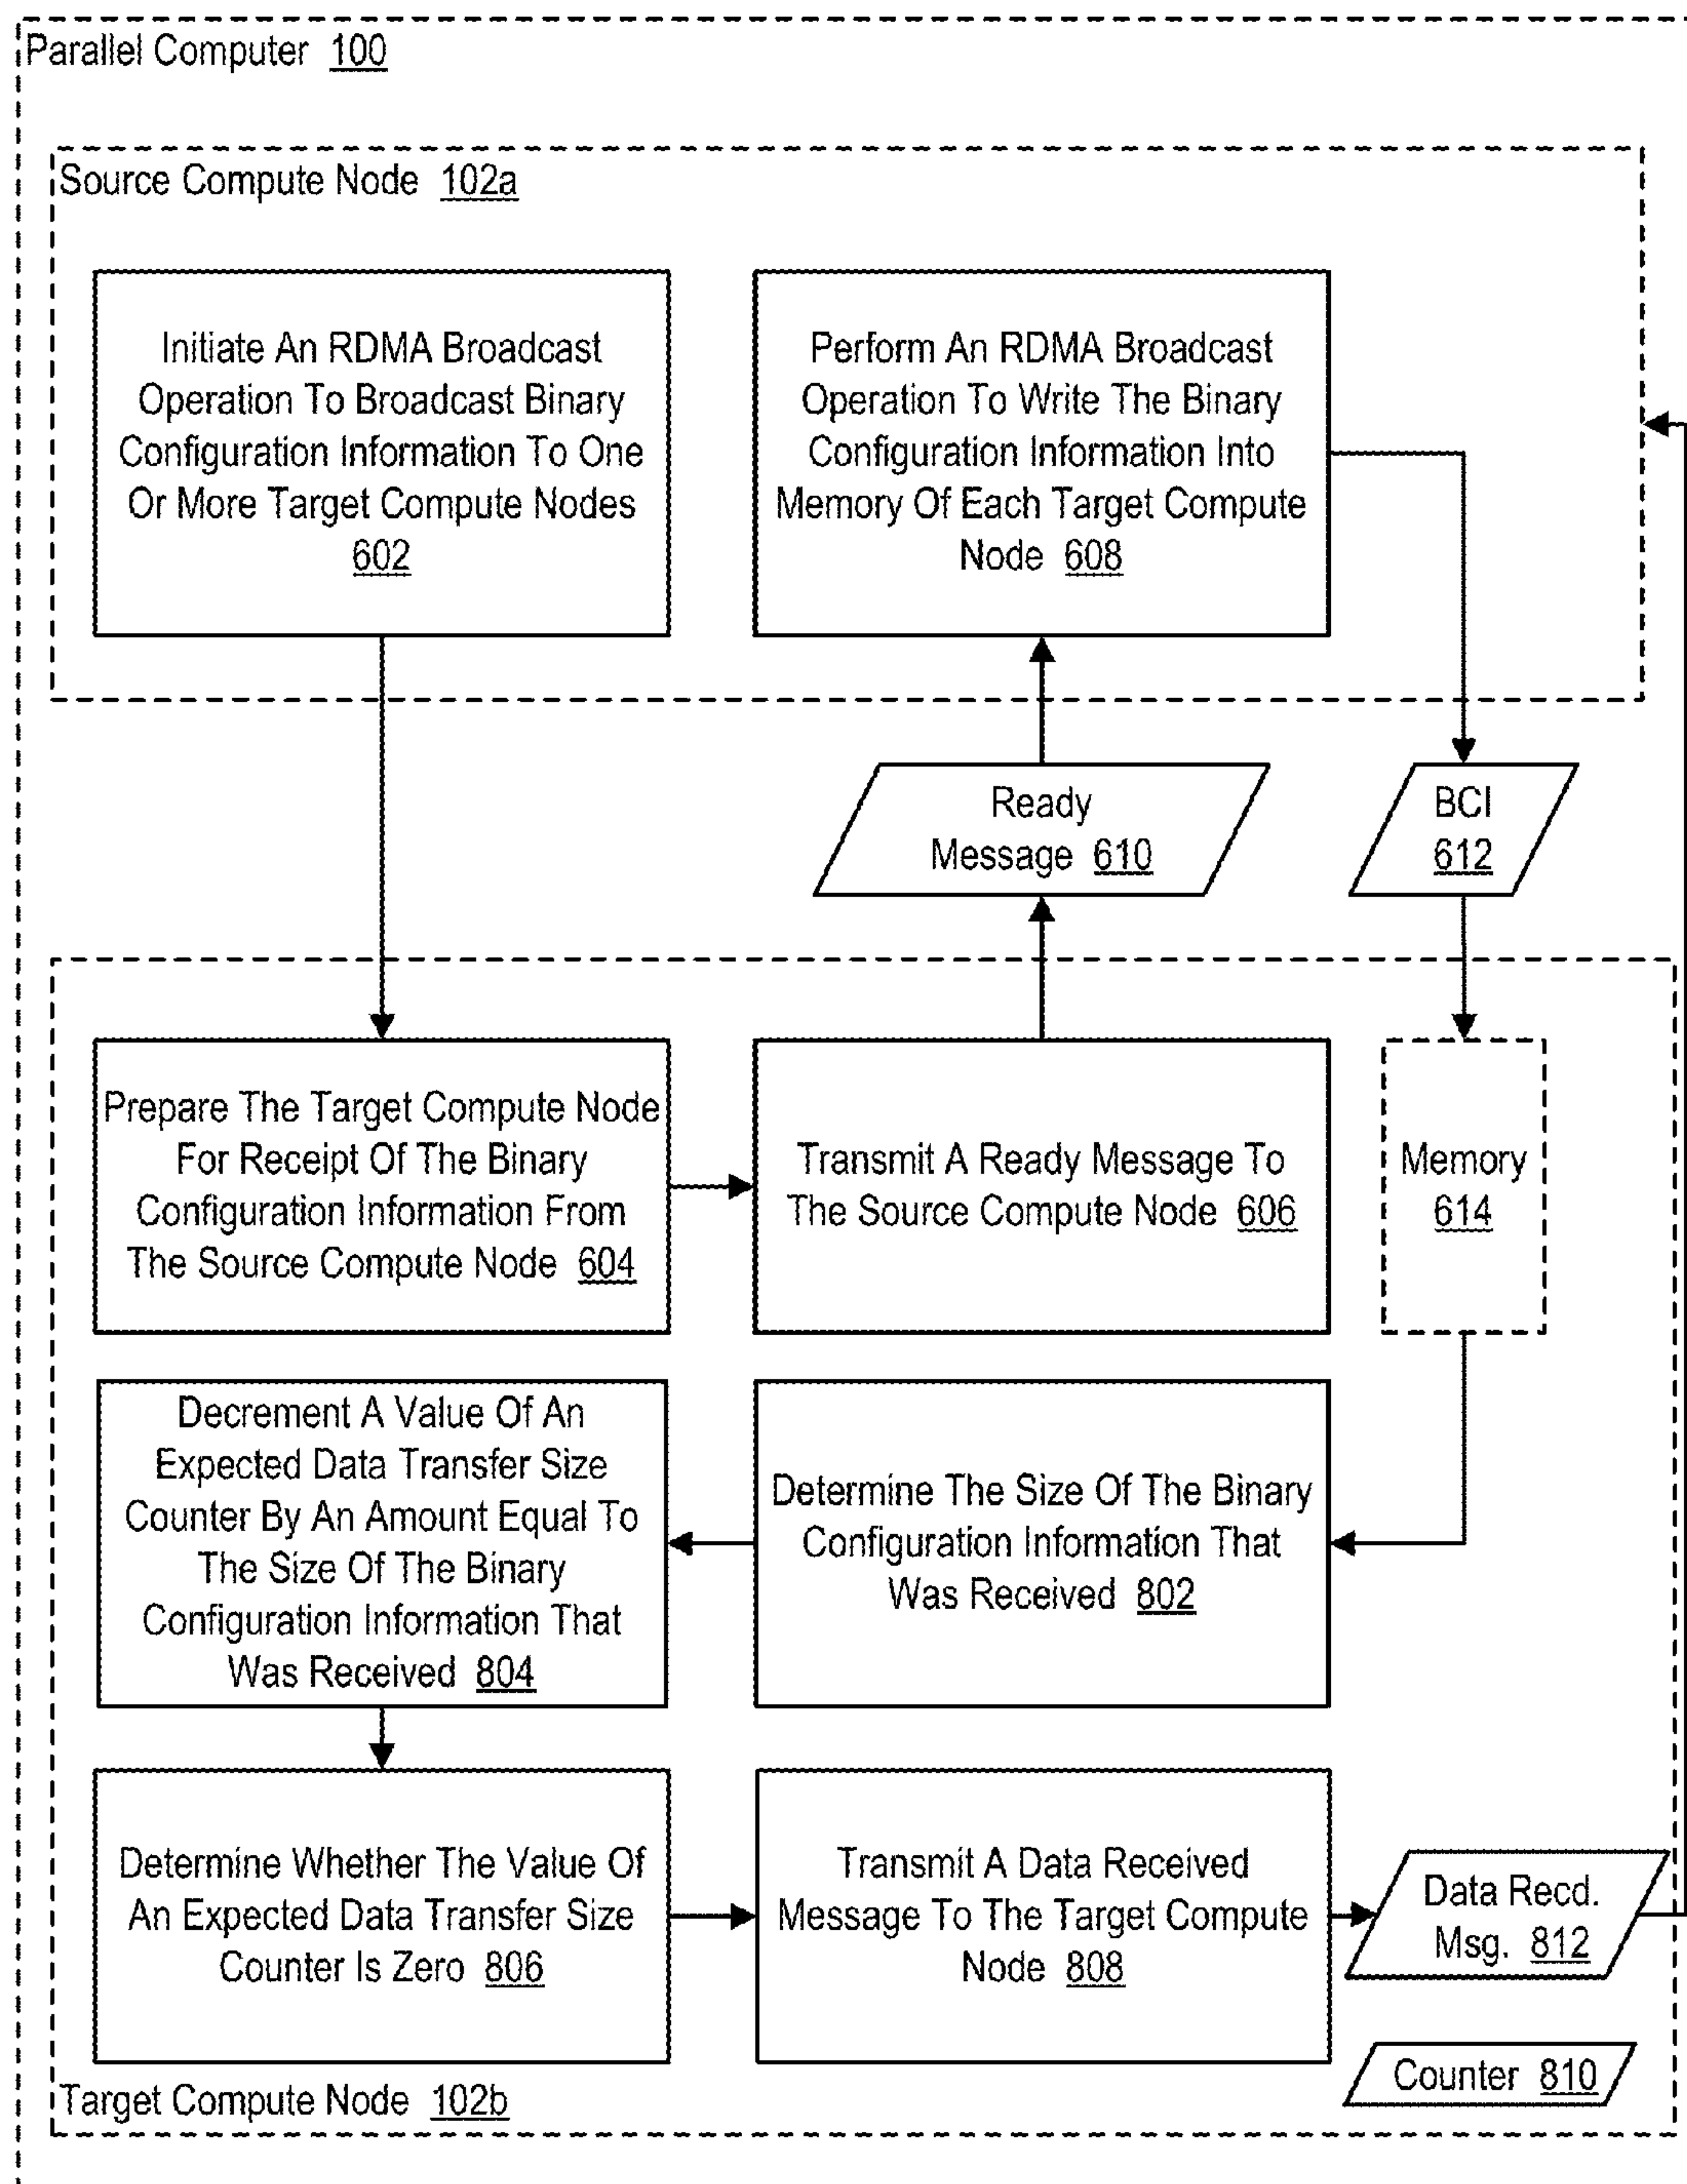 Parallel Computer 100
Source Compute Node 102a
Initiate An RDMA Broadcast
Operation To Broadcast Binary
Configuration Information To One
Or More Target Compute Nodes
602
Perform An RDMA Broadcast
Operation To Write The Binary
Configuration Information Into
Memory Of Each Target Compute
Node 608
Ready
Message 610
BCI
612
Prepare The Target Compute Node
For Receipt Of The Binary
Configuration Information From
The Source Compute Node 604
Transmit A Ready Message To
The Source Compute Node 606
Memory
614
Decrement A Value Of An
Expected Data Transfer Size
Counter By An Amount Equal To
The Size Of The Binary
Configuration Information That
Was Received 804
Determine The Size Of The Binary
Configuration Information That
Was Received 802
Determine Whether The Value Of
An Expected Data Transfer Size
Counter Is Zero 806
Transmit A Data Received
Message To The Target Compute
Node 808
Data Recd.
Msg. 812
Counter 810
Target Compute Node 102b